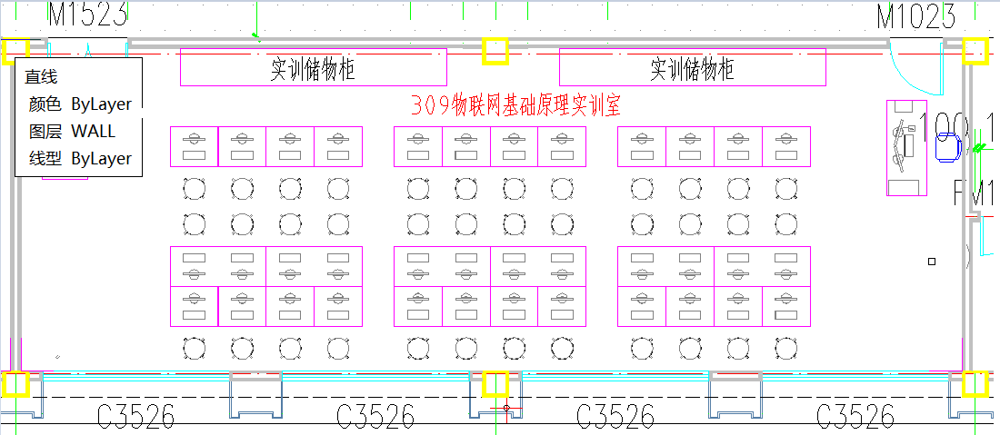 M1523
M1023
直线
颜色 ByLayer
图层 WALL
线型 ByLayer
实训储物柜
实训储物柜
309物联网基础原理实训室
C3526
C3526
C3526
C3526